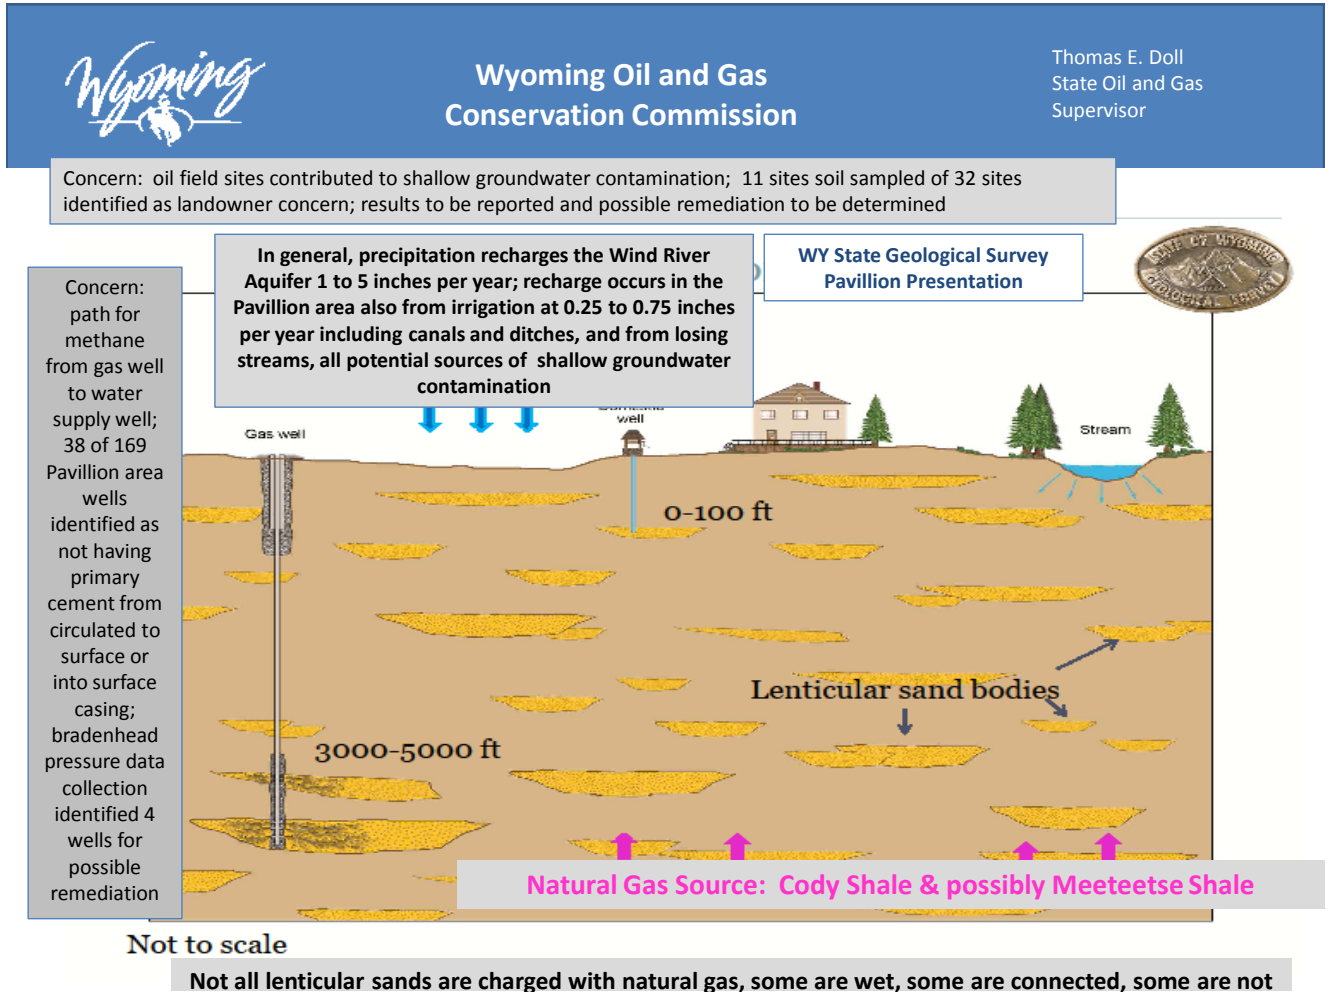 Wyoming
Wyoming Oil and Gas
Conservation Commission
Thomas E. Doll
State Oil and Gas
Supervisor
Concern: oil field sites contributed to shallow groundwater contamination; 11 sites soil sampled of 32 sites
identified as landowner concern; results to be reported and possible remediation to be determined
In general, precipitation recharges the Wind River
Aquifer 1 to 5 inches per year; recharge occurs in the
Pavillion area also from irrigation at 0.25 to 0.75 inches
per year including canals and ditches, and from losing
streams, all potential sources of shallow groundwater
contamination
WY State Geological Survey
Pavillion Presentation
STATE OF WYOMING
GEOLOGICAL SURVEY
Concern:
path for
methane
from gas well
to water
supply well;
38 of 169
Pavillion area
wells
identified as
not having
primary
cement from
circulated to
surface or
into surface
casing;
bradenhead
pressure data
collection
identified 4
wells for
possible
remediation
Gas well
well
Stream
0-100 ft
Lenticular sand bodies
3000-5000 ft
Natural Gas Source: Cody Shale & possibly Meeteetse Shale
Not to scale
Not all lenticular sands are charged with natural gas, some are wet, some are connected, some are not